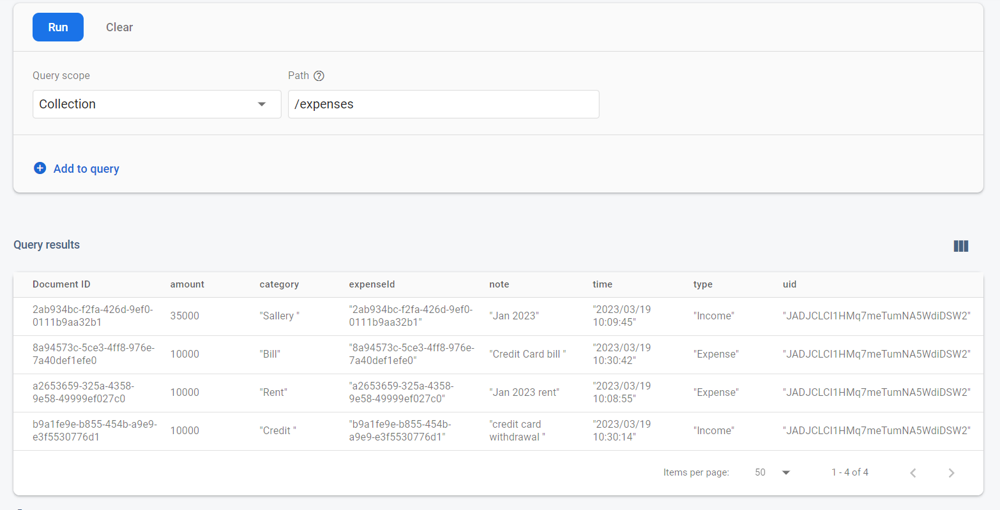 Run Clear
Query scope Path
Collection /expenses
Add to query
Query results
Document ID amount category expenseId note time type uid
2ab934bc-f2fa-426d-9ef0- "2ab934bc-f2fa-426d-9ef0- "2023/03/19
35000 "Sallery " "Jan 2023" "Income" "JADJCLCl1HMq7meTumNA5WdiDSW2"
0111b9aa32b1 0111b9aa32b1" 10:09:45"
8a94573c-5ce3-4ff8-976e- "8a94573c-5ce3-4ff8-976e- "2023/03/19
10000 "Bill" "Credit Card bill " "Expense" "JADJCLCl1HMq7meTumNA5WdiDSW2"
7a40def1efe0 7a40def1efe0" 10:30:42"
a2653659-325a-4358- "a2653659-325a-4358- "2023/03/19
10000 "Rent" "Jan 2023 rent" "Expense" "JADJCLCl1HMq7meTumNA5WdiDSW2"
9e58-49999ef027c0 9e58-49999ef027c0" 10:08:55"
b9a1fe9e-b855-454b-a9e9- "b9a1fe9e-b855-454b- "credit card "2023/03/19
10000 "Credit " "Income" "JADJCLCl1HMq7meTumNA5WdiDSW2"
e3f5530776d1 a9e9-e3f5530776d1" withdrawal " 10:30:14"
Items per page: 50 1 - 4 of 4